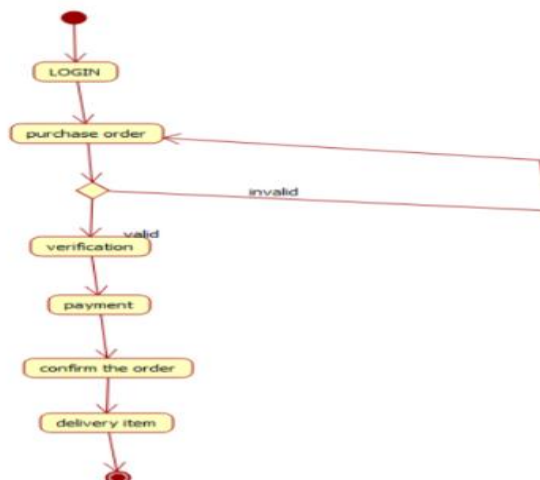 LOGIN
purchase order
invalid
valid
verification
payment
confirm the order
delivery item